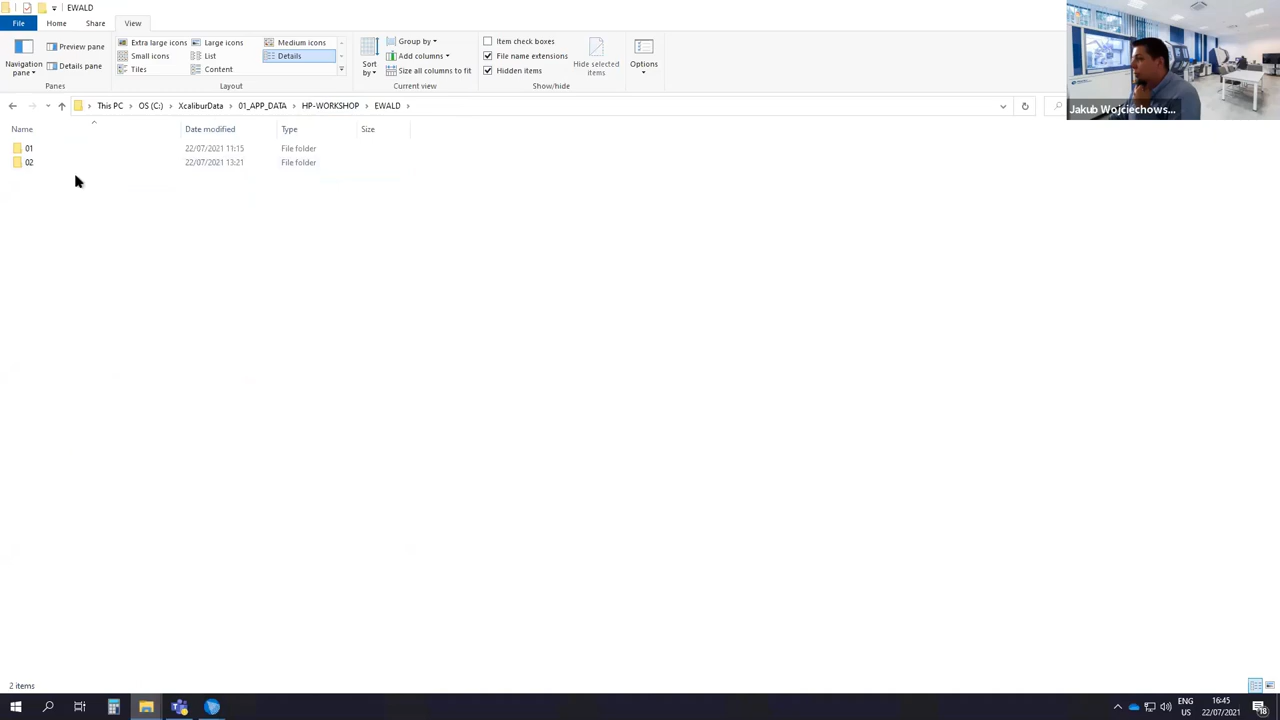 EWALD
File Home Share View
Navigation pane
Preview pane
Details pane
Panes
Extra large icons Large icons Medium icons
Small icons List Details
Tiles Content
Layout
Sort by
Group by
Add columns
Size all columns to fit
Current view
Item check boxes
File name extensions
Hidden items
Hide selected items
Show/hide
Options
This PC OS (C:) XcaliburData 01_APP_DATA HP-WORKSHOP EWALD
Jakub Wojciechows...
Name Date modified Type Size
01 22/07/2021 11:15 File folder
02 22/07/2021 13:21 File folder
2 items
ENG
US
16:45
22/07/2021
18